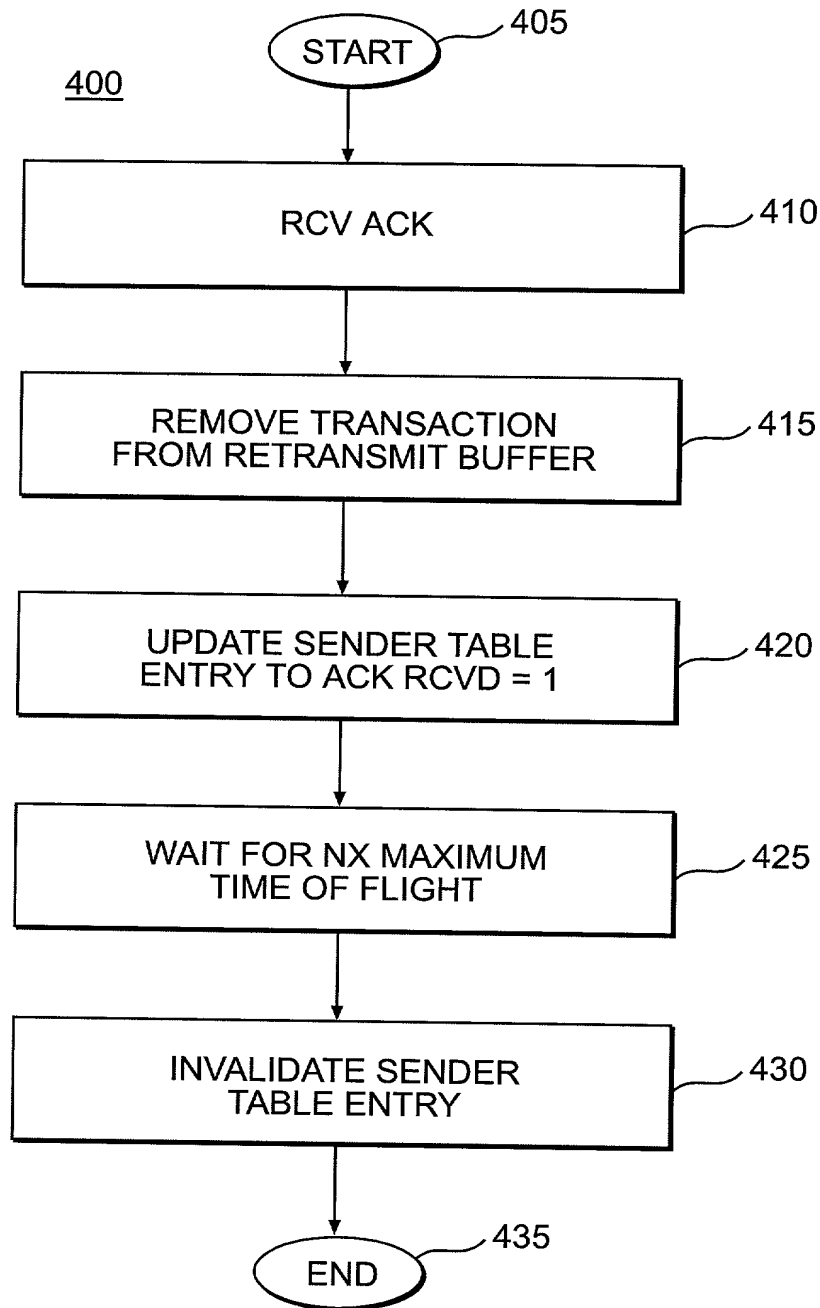 START
405
400
RCV ACK
410
REMOVE TRANSACTION
FROM RETRANSMIT BUFFER
415
UPDATE SENDER TABLE
ENTRY TO ACK RCVD = 1
420
WAIT FOR NX MAXIMUM
TIME OF FLIGHT
425
INVALIDATE SENDER
TABLE ENTRY
430
END
435